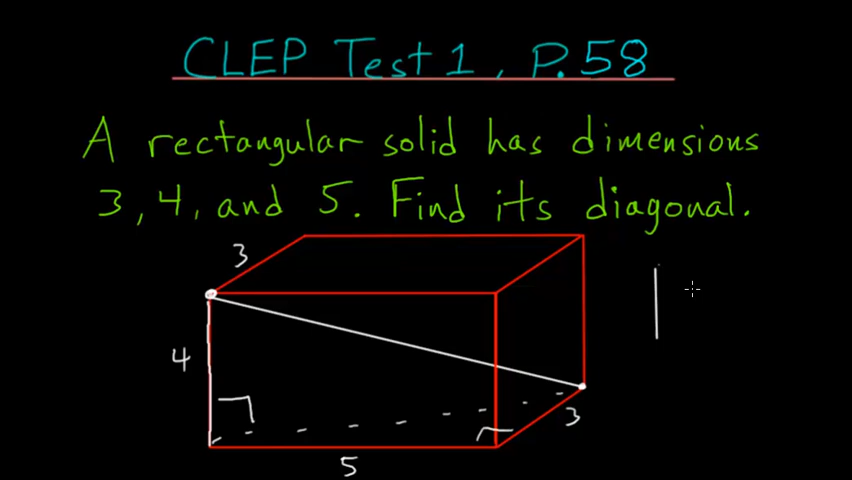 CLEP Test 1, P.58
A rectangular solid has dimensions
3, 4, and 5. Find its diagonal.
3
4
3
5